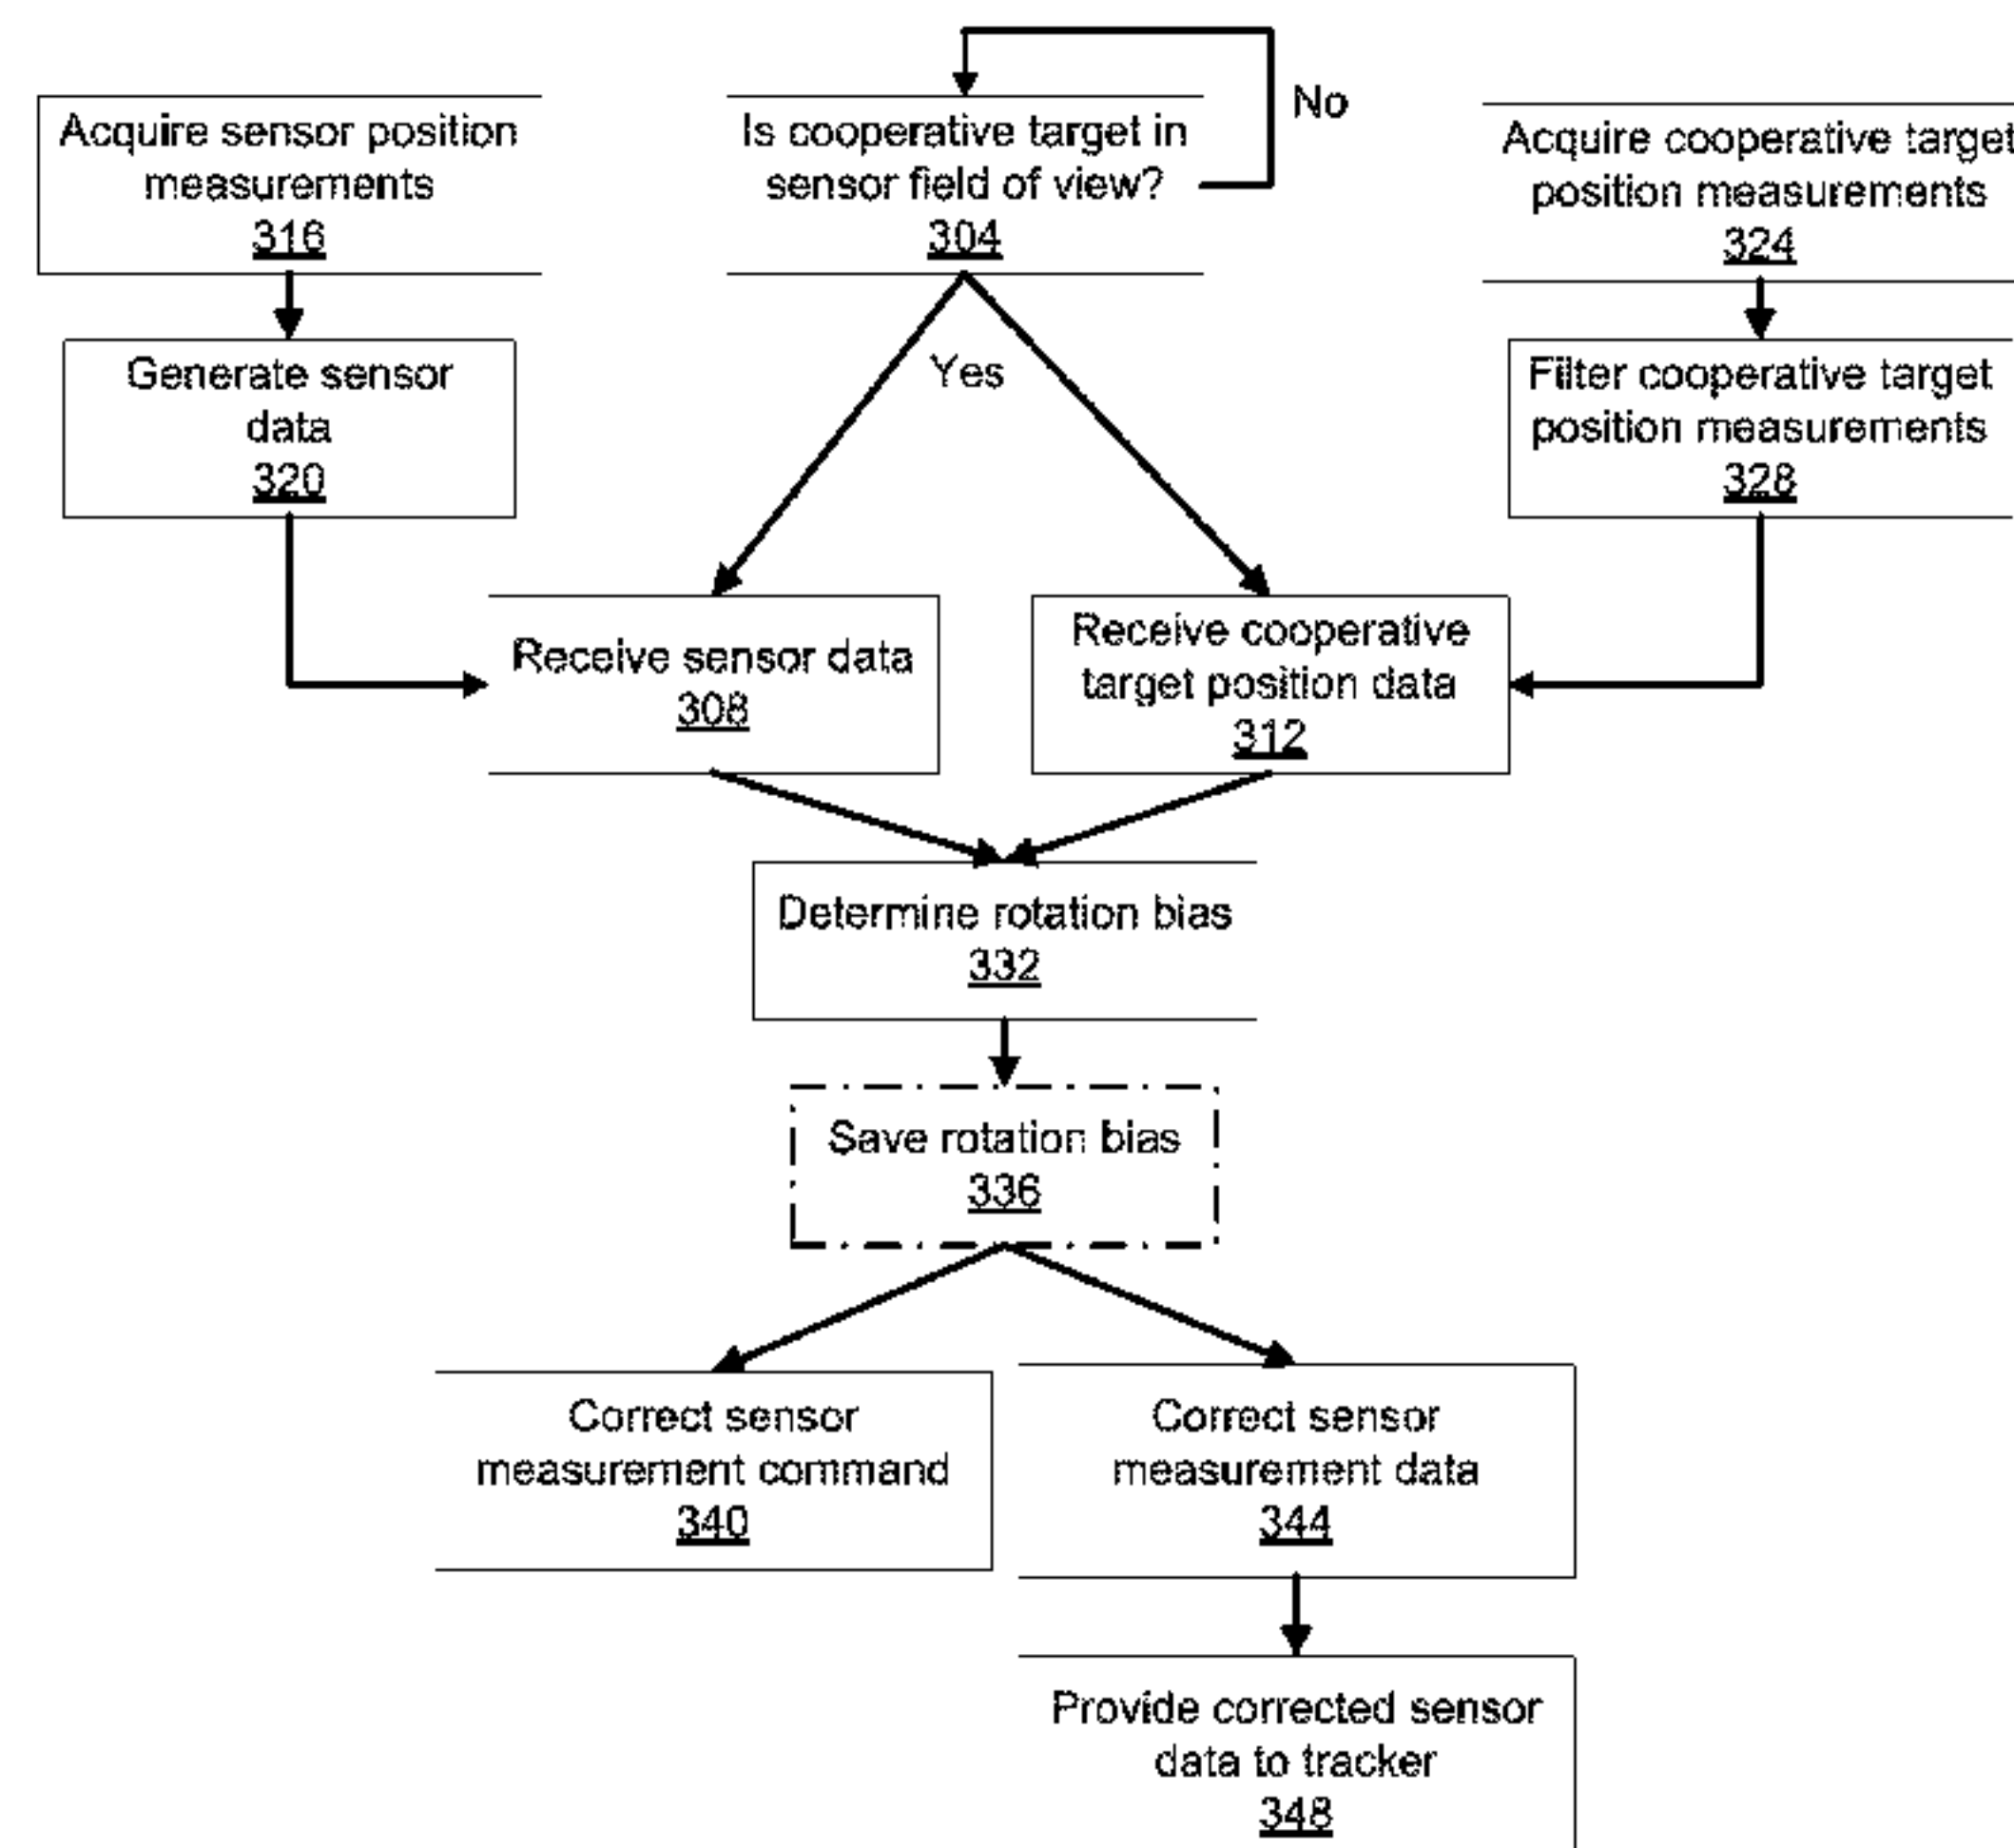 Acquire sensor position
measurements
316
Is cooperative target in
sensor field of view?
304
No
Acquire cooperative target
position measurements
324
Generate sensor
data
320
Yes
Filter cooperative target
position measurements
328
Receive sensor data
308
Receive cooperative
target position data
312
Determine rotation bias
332
Save rotation bias
336
Correct sensor
measurement command
340
Correct sensor
measurement data
344
Provide corrected sensor
data to tracker
348